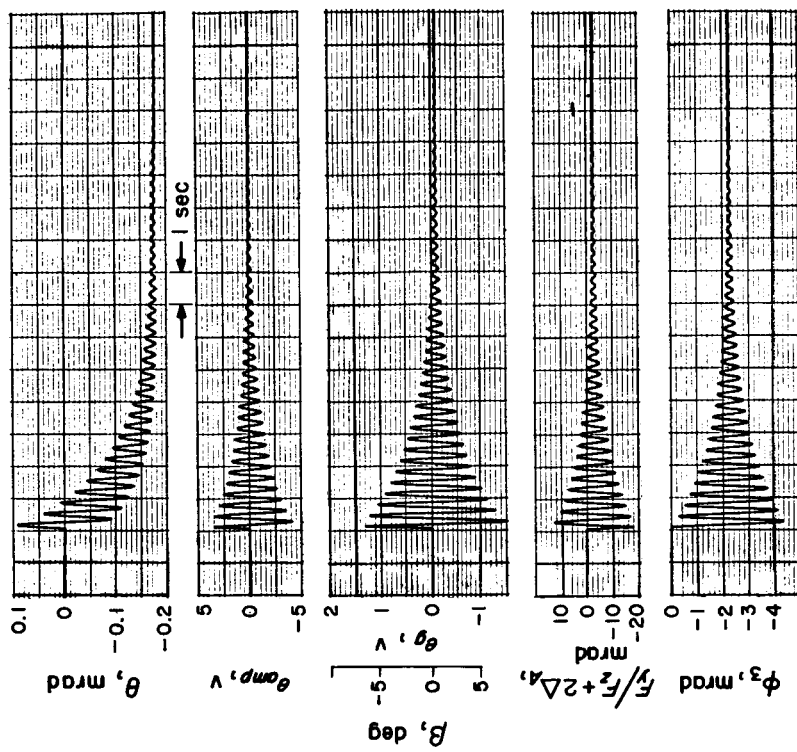 0.1
0
-0.1
-0.2
θ, mrad
1 sec
5
0
-5
θamp, V
2
1
0
-1
θg, V
-5
0
5
β, deg
10
0
-10
-20
Fy/Fz + 2ΔA,
mrad
0
-1
-2
-3
-4
ϕ3, mrad